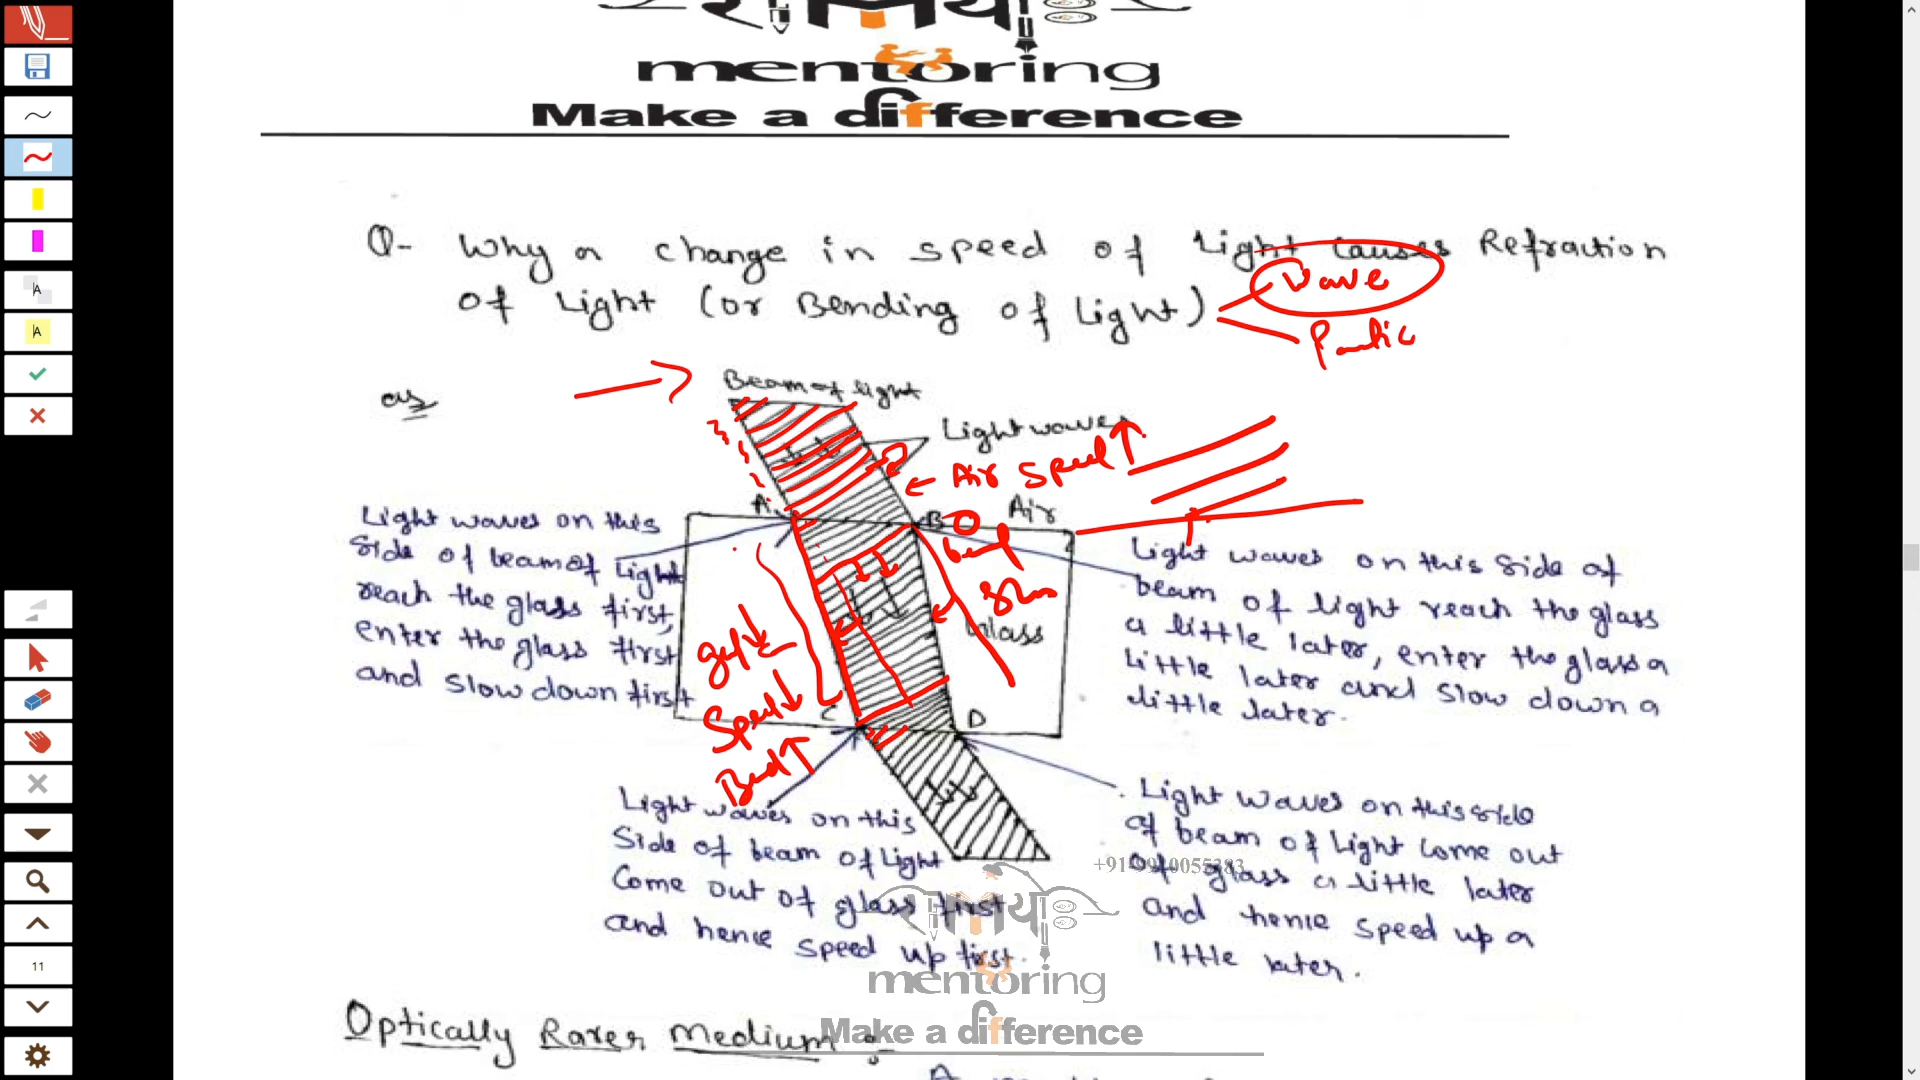 mentoring
Make a difference
Q- Why a change in speed of Light causes Refraction
of Light (or Bending of Light)
Wave
Partic
Beam of light
Light waves
Air Speed
A
B
Air
bend
Light waves on this
side of beam of Light
reach the glass first,
enter the glass first
and slow down first
Light waves on this side of
beam of light reach the glass
a little later, enter the glass a
little later and slow down a
little later.
Glass
Speed
Bend
C
D
Light waves on this
side of beam of Light
Come out of glass first
and hence speed up first.
Light waves on this side
of beam of Light come out
of glass a little later
and hence speed up a
little later.
मेंटोरिंग
mentoring
Make a difference
Optically Rarer Medium :-